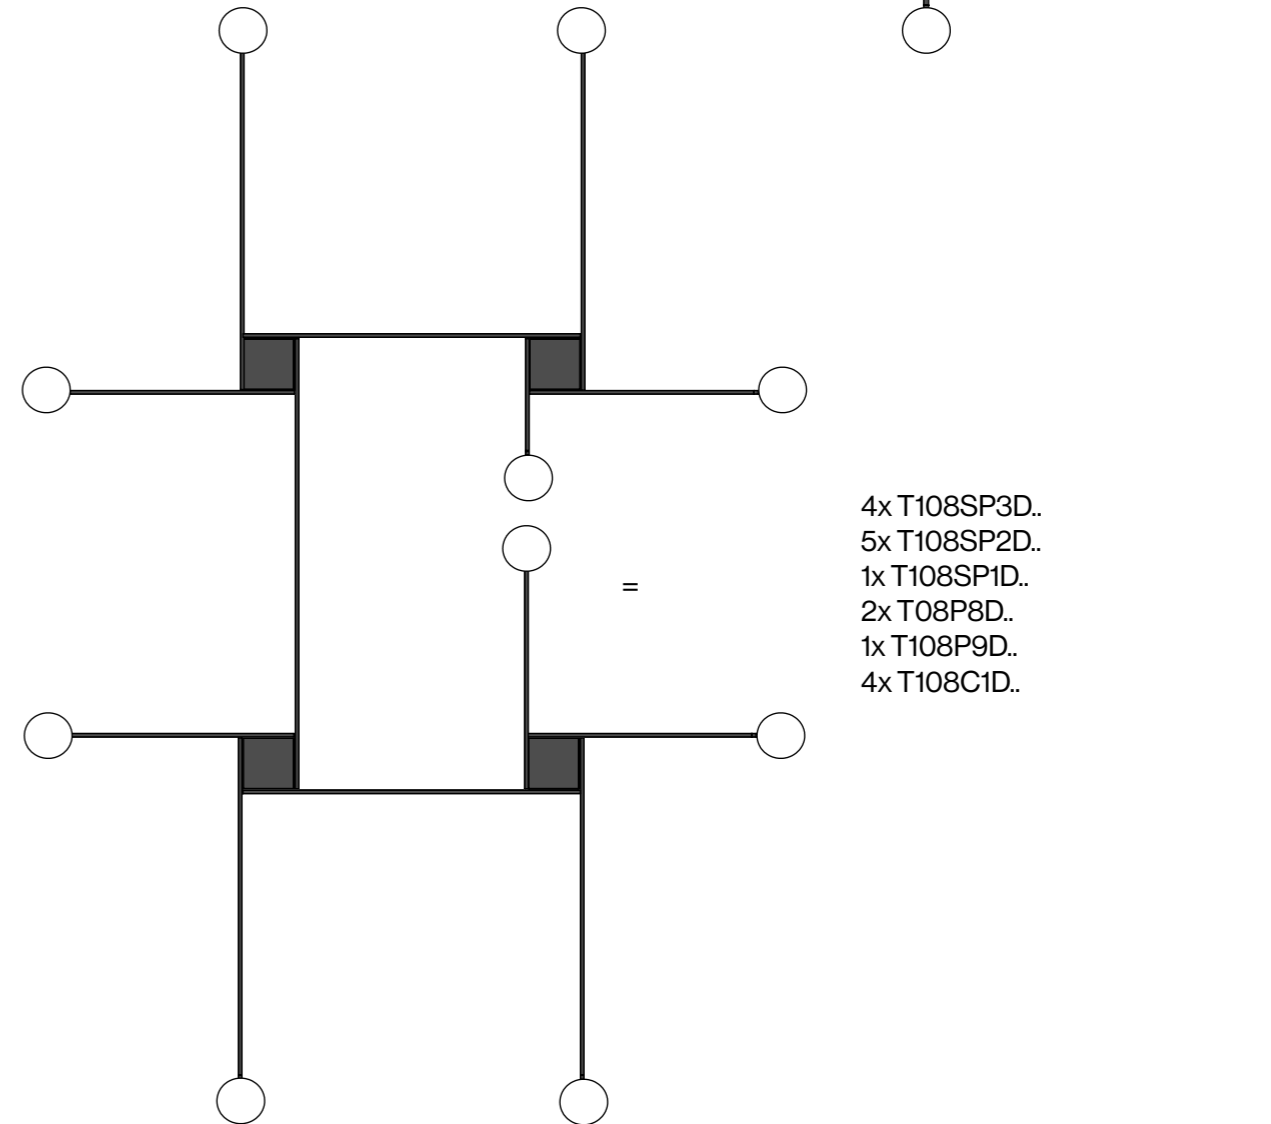 =
4x T108SP3D..
5x T108SP2D..
1x T108SP1D..
2x T08P8D..
1x T108P9D..
4x T108C1D..